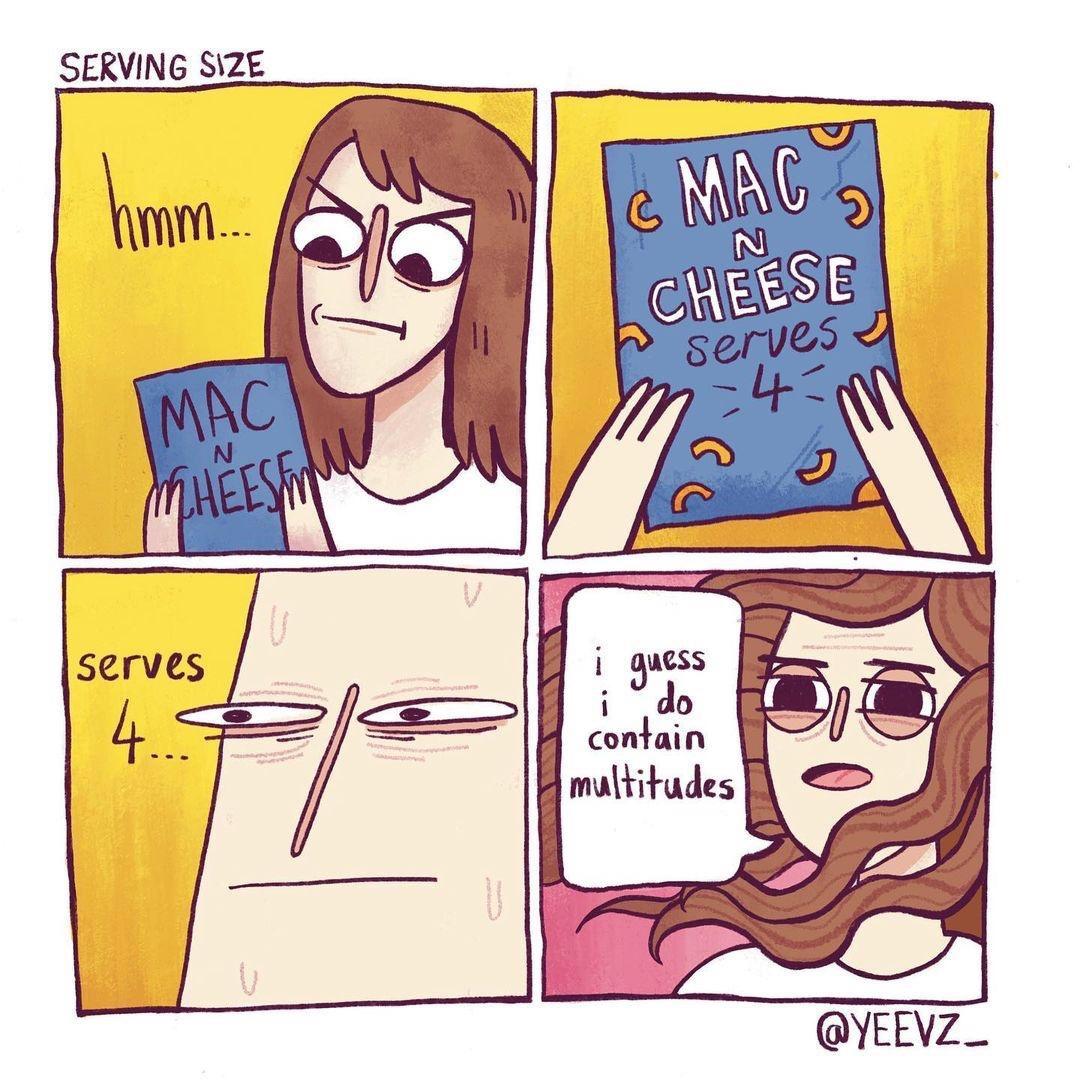 SERVING SIZE
hmm...
MAC
N
CHEESE
MAC
N
CHEESE
serves
4
serves
4...
i guess
i do
contain
multitudes
@YEEVZ_